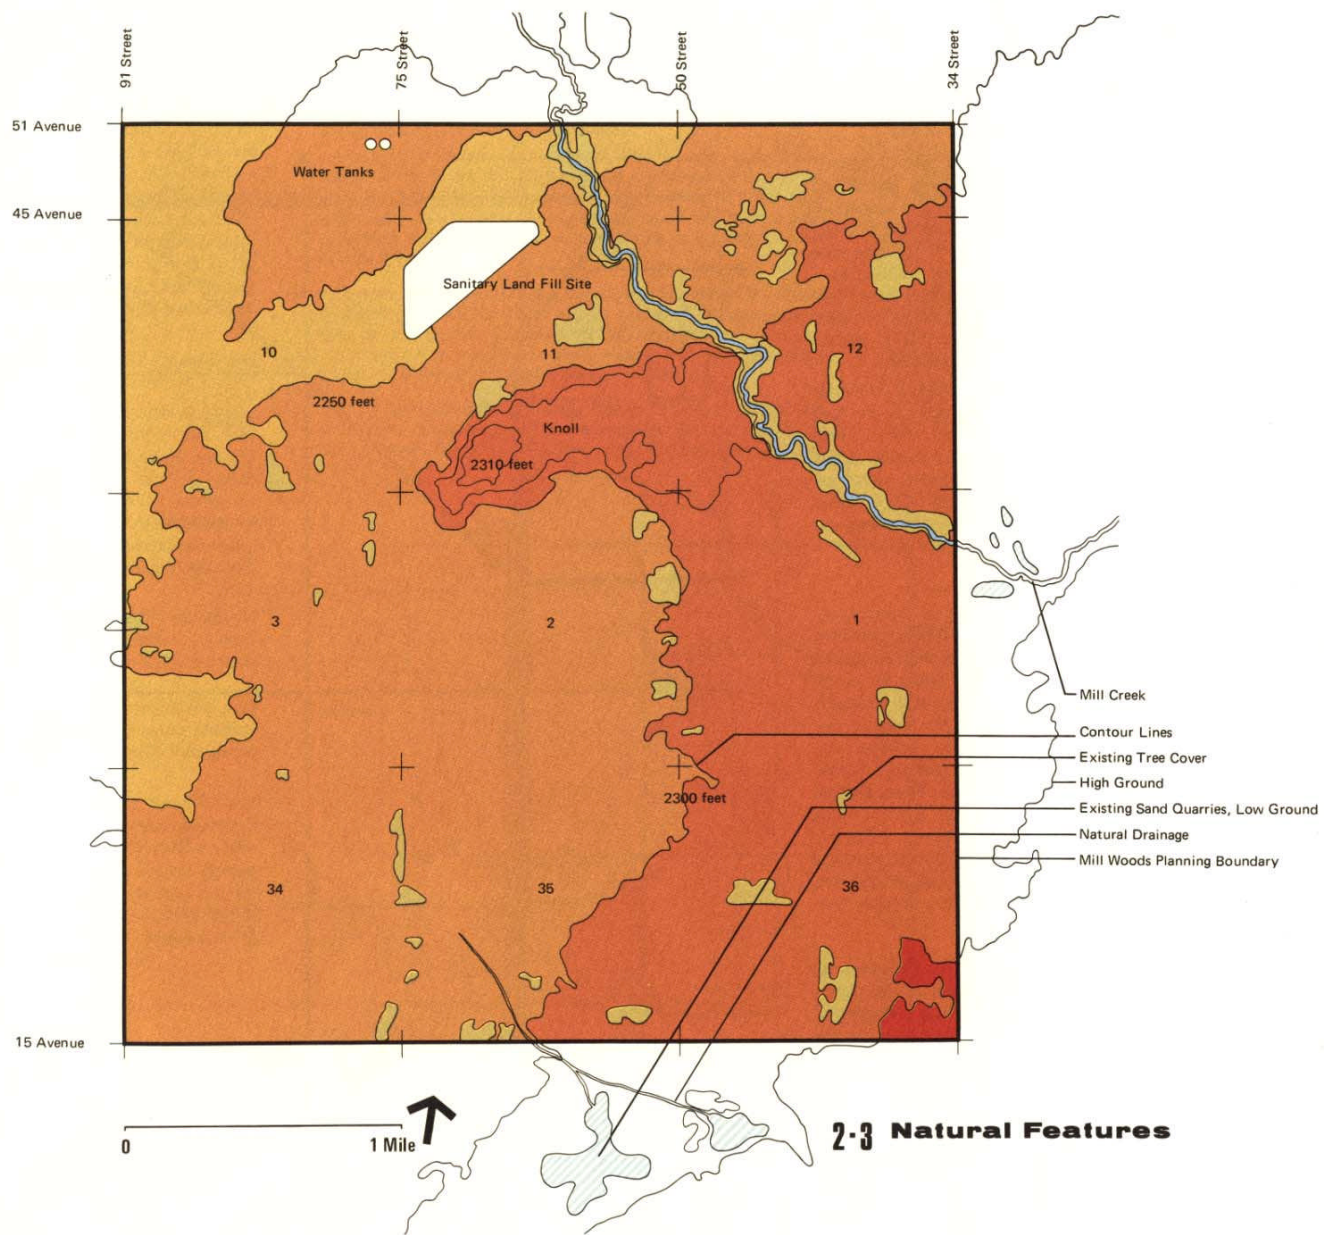 91 Street
75 Street
50 Street
34 Street
51 Avenue
Water Tanks
45 Avenue
Sanitary Land Fill Site
10
11
12
2250 feet
Knoll
2310 feet
3
2
1
Mill Creek
Contour Lines
Existing Tree Cover
High Ground
2300 feet
Existing Sand Quarries, Low Ground
Natural Drainage
Mill Woods Planning Boundary
34
35
36
15 Avenue
0
1 Mile
2·3 Natural Features